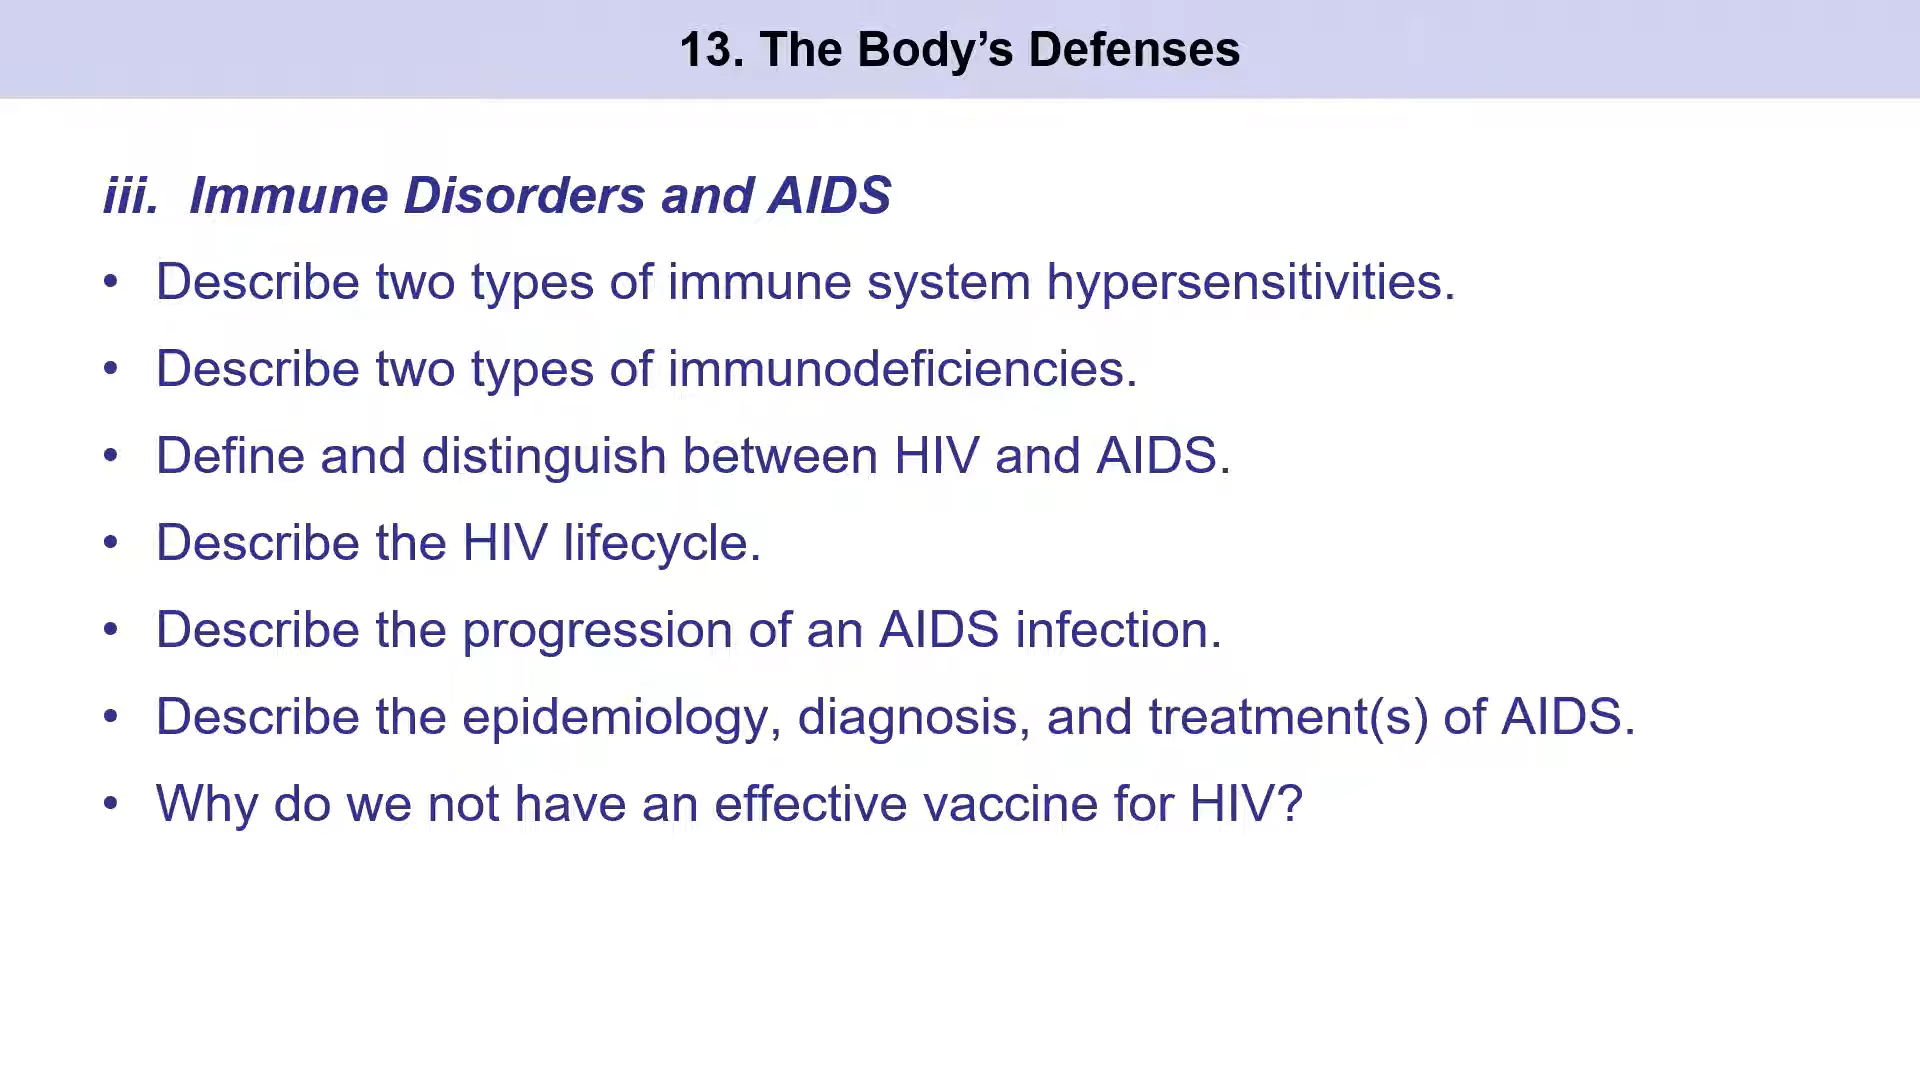 13. The Body’s Defenses
iii. Immune Disorders and AIDS
• Describe two types of immune system hypersensitivities.
• Describe two types of immunodeficiencies.
• Define and distinguish between HIV and AIDS.
• Describe the HIV lifecycle.
• Describe the progression of an AIDS infection.
• Describe the epidemiology, diagnosis, and treatment(s) of AIDS.
• Why do we not have an effective vaccine for HIV?